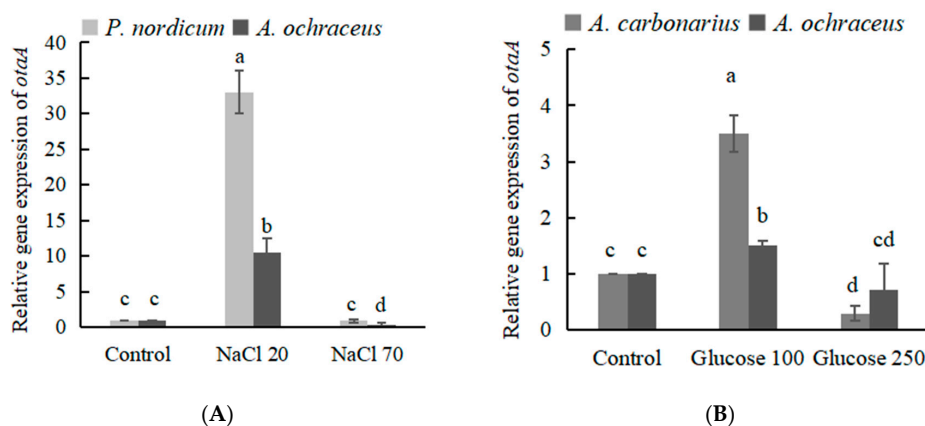 P. nordicum A. ochraceus
Relative gene expression of otaA
40
35
30
25
20
15
10
5
0
a
b
c c
c d
Control NaCl 20 NaCl 70
(A)
A. carbonarius A. ochraceus
Relative gene expression of otaA
5
4
3
2
1
0
a
b
c c
d cd
Control Glucose 100 Glucose 250
(B)